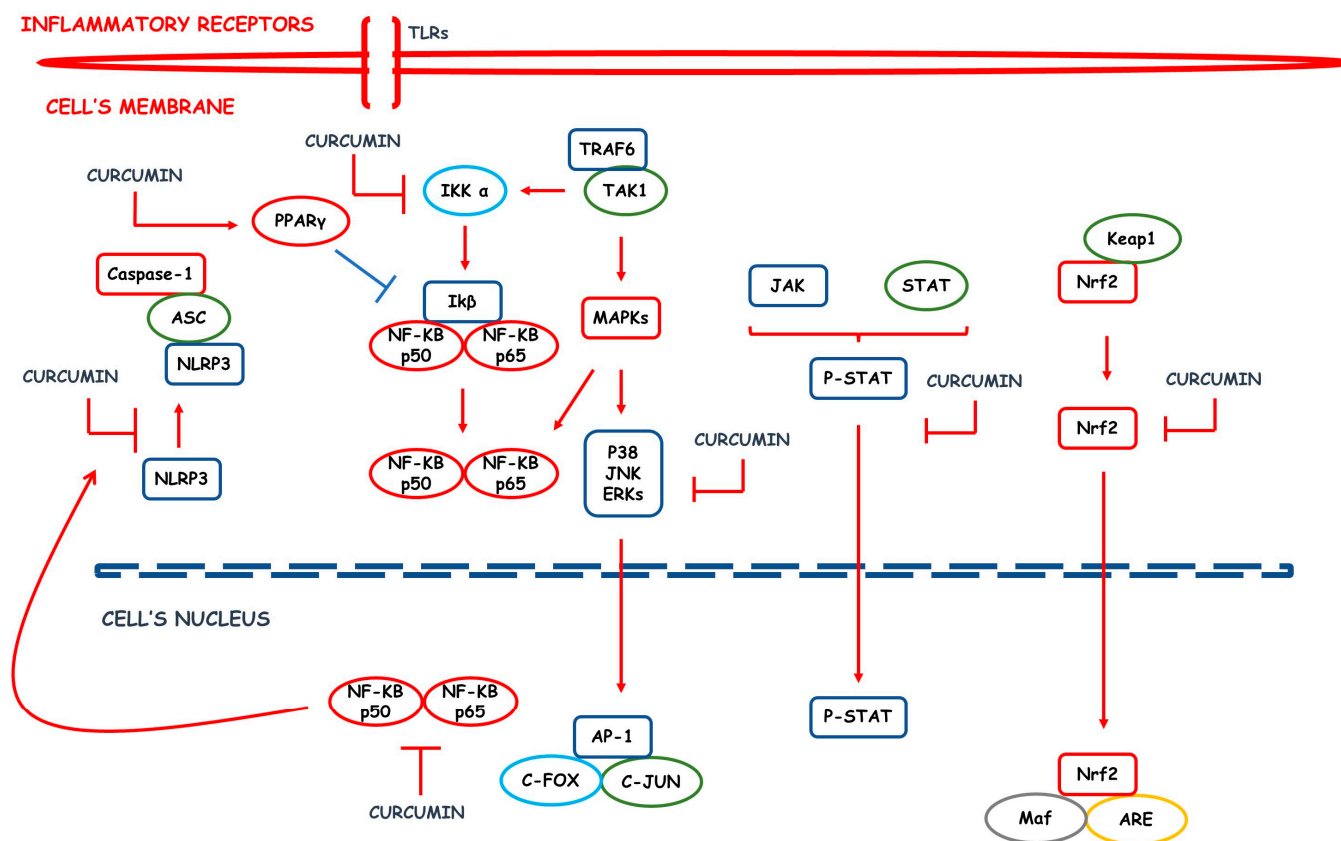 INFLAMMATORY RECEPTORS
TLRs
CELL'S MEMBRANE
CURCUMIN
TRAF6
CURCUMIN
IKK α
TAK1
PPARγ
Keap1
Caspase-1
Nrf2
JAK
STAT
Ikβ
ASC
MAPKs
NF-KB
p50
NF-KB
p65
NLRP3
CURCUMIN
P-STAT
CURCUMIN
CURCUMIN
Nrf2
CURCUMIN
P38
JNK
ERKs
NF-KB
p50
NF-KB
p65
NLRP3
CELL'S NUCLEUS
NF-KB
p50
NF-KB
p65
P-STAT
AP-1
C-FOX
C-JUN
Nrf2
CURCUMIN
Maf
ARE